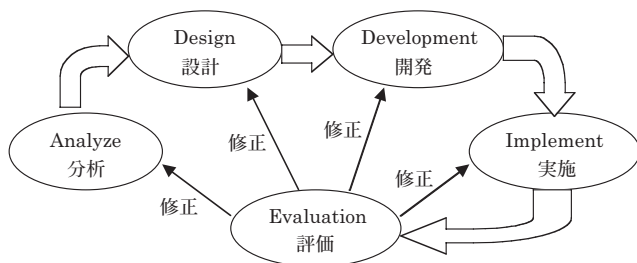 Design
設計
Development
開発
Analyze
分析
修正
修正
修正
修正
Implement
実施
Evaluation
評価